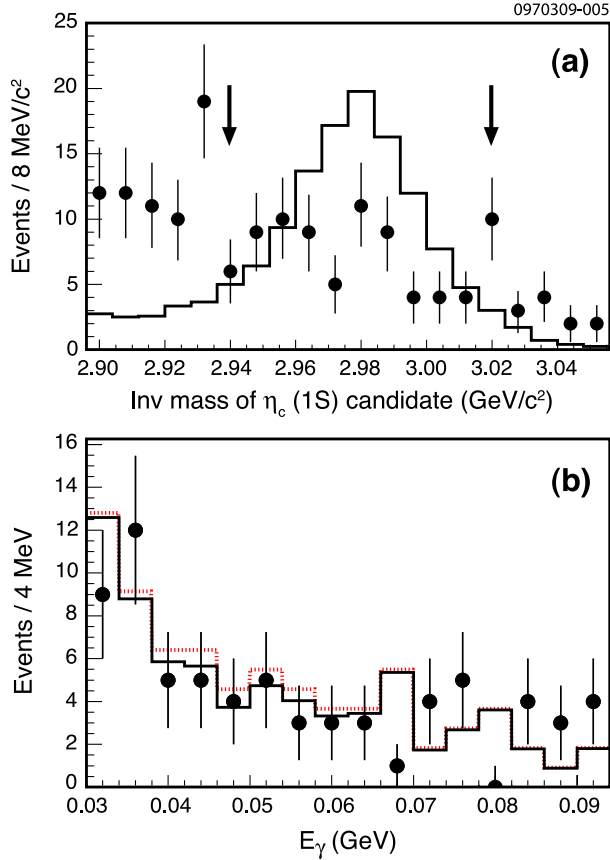 0970309-005
(a)
Events / 8 MeV/c²
25
20
15
10
5
0
2.90 2.92 2.94 2.96 2.98 3.00 3.02 3.04
Inv mass of η_c (1S) candidate (GeV/c²)
(b)
Events / 4 MeV
16
14
12
10
8
6
4
2
0
0.03 0.04 0.05 0.06 0.07 0.08 0.09
E_γ (GeV)